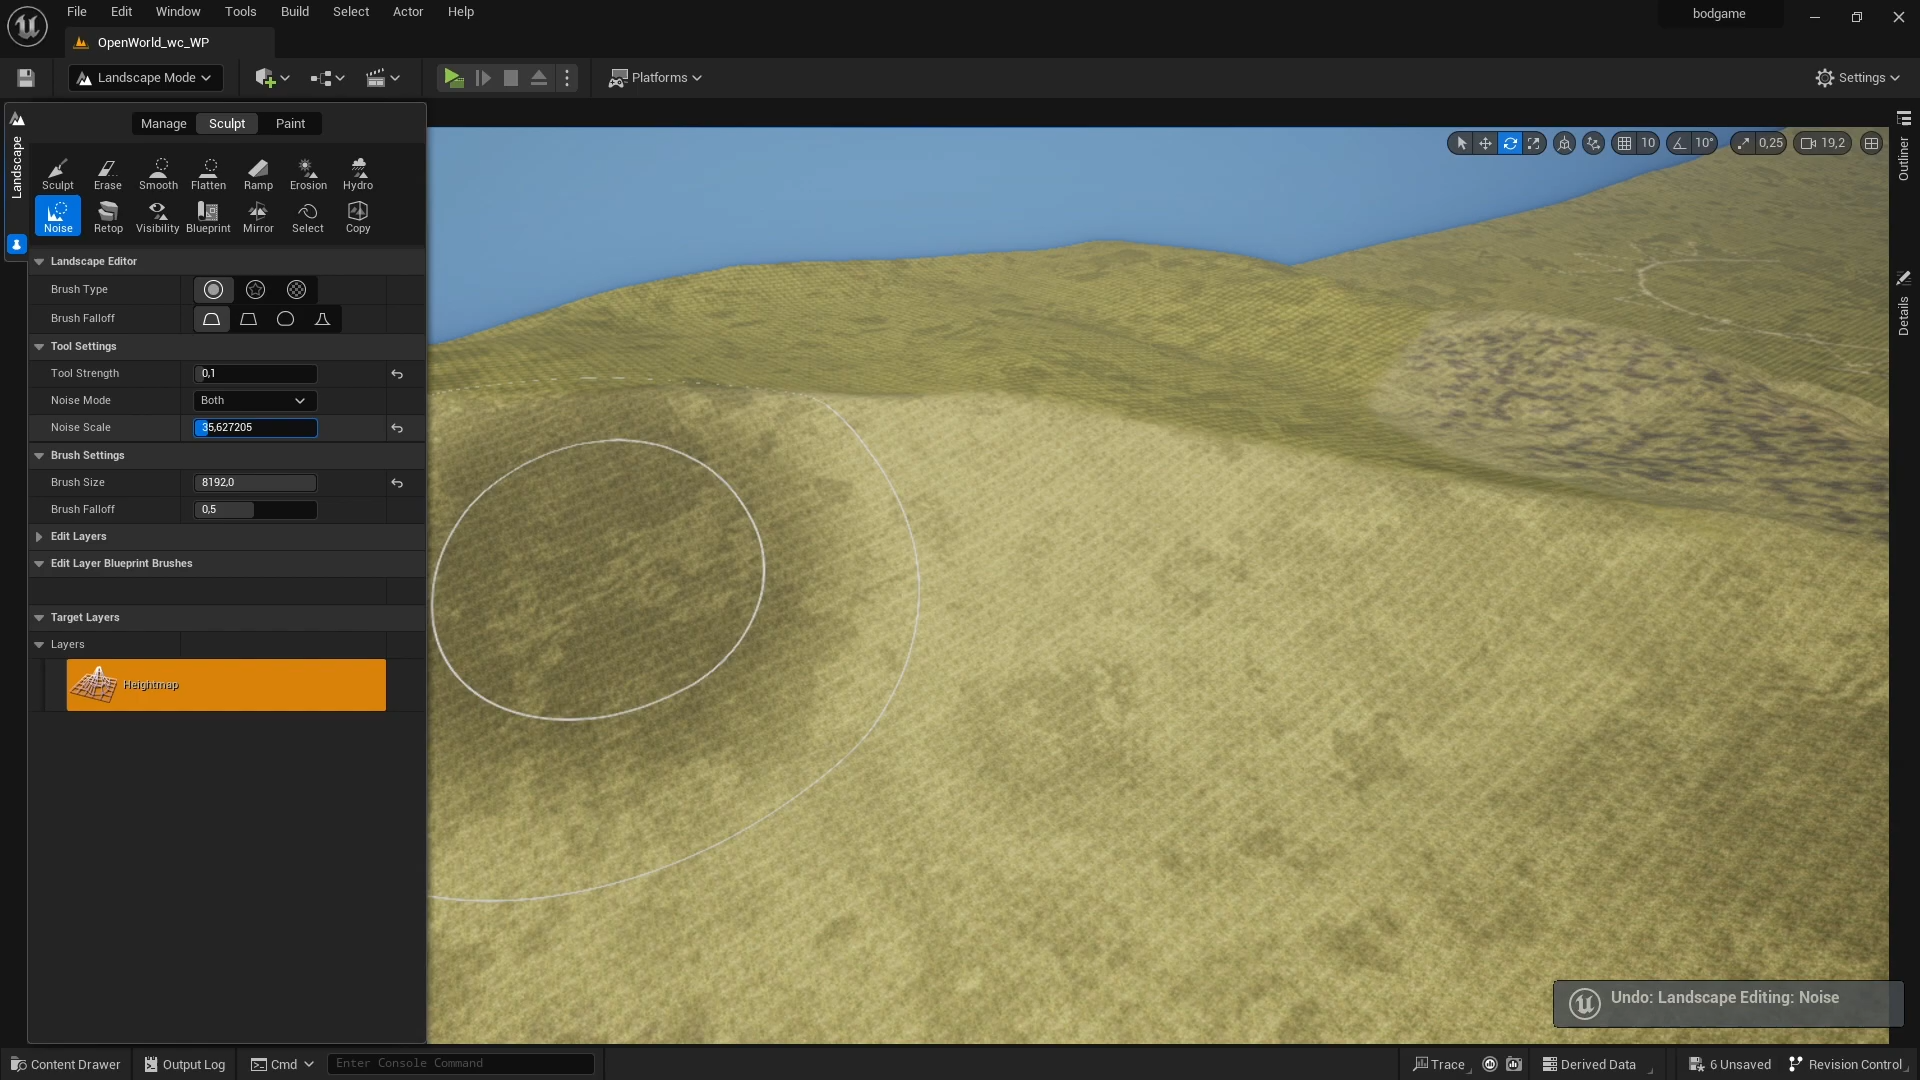 File Edit Window Tools Build Select Actor Help
bodgame
OpenWorld_wc_WP
Landscape Mode
Platforms
Settings
Manage Sculpt Paint
Landscape
Sculpt Erase Smooth Flatten Ramp Erosion Hydro
Noise Retop Visibility Blueprint Mirror Select Copy
10 10° 0,25 19,2
Outliner
Details
Landscape Editor
Brush Type
Brush Falloff
Tool Settings
Tool Strength 0,1
Noise Mode Both
Noise Scale 35,627205
Brush Settings
Brush Size 8192,0
Brush Falloff 0,5
Edit Layers
Edit Layer Blueprint Brushes
Target Layers
Layers
Heightmap
Undo: Landscape Editing: Noise
Content Drawer Output Log Cmd Enter Console Command
Trace Derived Data 6 Unsaved Revision Control